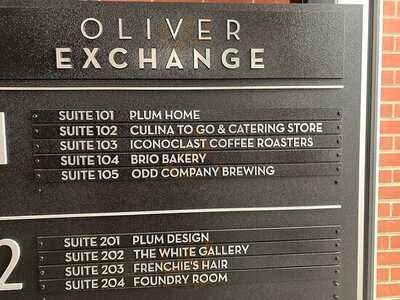 OLIVER
EXCHANGE
1
SUITE 101 PLUM HOME
SUITE 102 CULINA TO GO & CATERING STORE
SUITE 103 ICONOCLAST COFFEE ROASTERS
SUITE 104 BRIO BAKERY
SUITE 105 ODD COMPANY BREWING
2
SUITE 201 PLUM DESIGN
SUITE 202 THE WHITE GALLERY
SUITE 203 FRENCHIE'S HAIR
SUITE 204 FOUNDRY ROOM